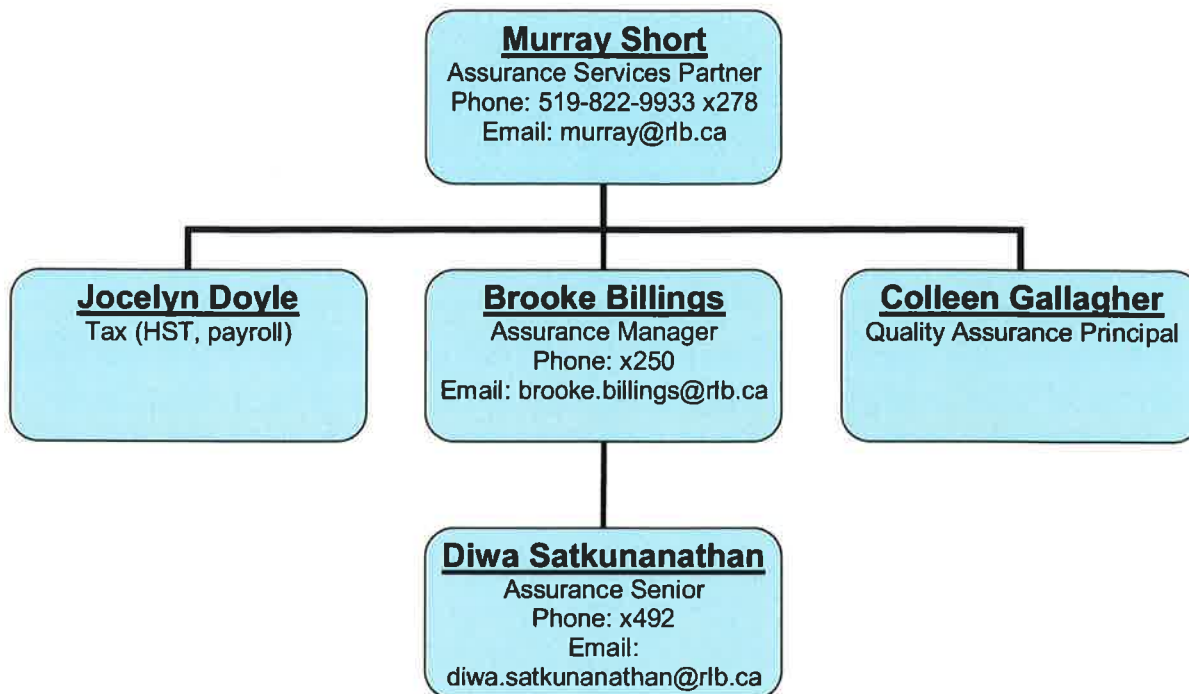 Murray Short
Assurance Services Partner
Phone: 519-822-9933 x278
Email: murray@rlb.ca
Jocelyn Doyle
Tax (HST, payroll)
Brooke Billings
Assurance Manager
Phone: x250
Email: brooke.billings@rlb.ca
Colleen Gallagher
Quality Assurance Principal
Diwa Satkunanathan
Assurance Senior
Phone: x492
Email:
diwa.satkunanathan@rlb.ca